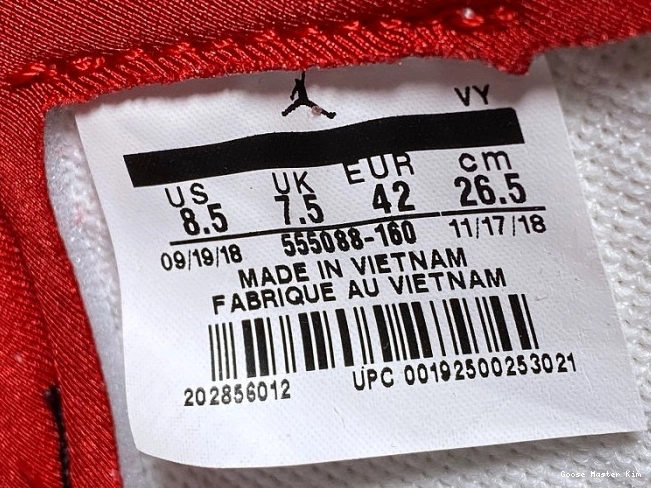 VY
US UK EUR cm
8.5 7.5 42 26.5
09/19/18 555088-160 11/17/18
MADE IN VIETNAM
FABRIQUE AU VIETNAM
202856012 UPC 00192500253021
Goose Master Kim